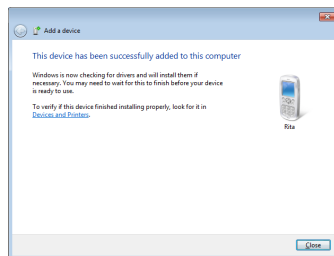 Add a device
This device has been successfully added to this computer
Windows is now checking for drivers and will install them if
necessary. You may need to wait for this to finish before your device
is ready to use.
To verify if this device finished installing properly, look for it in
Devices and Printers.
Rita
Close